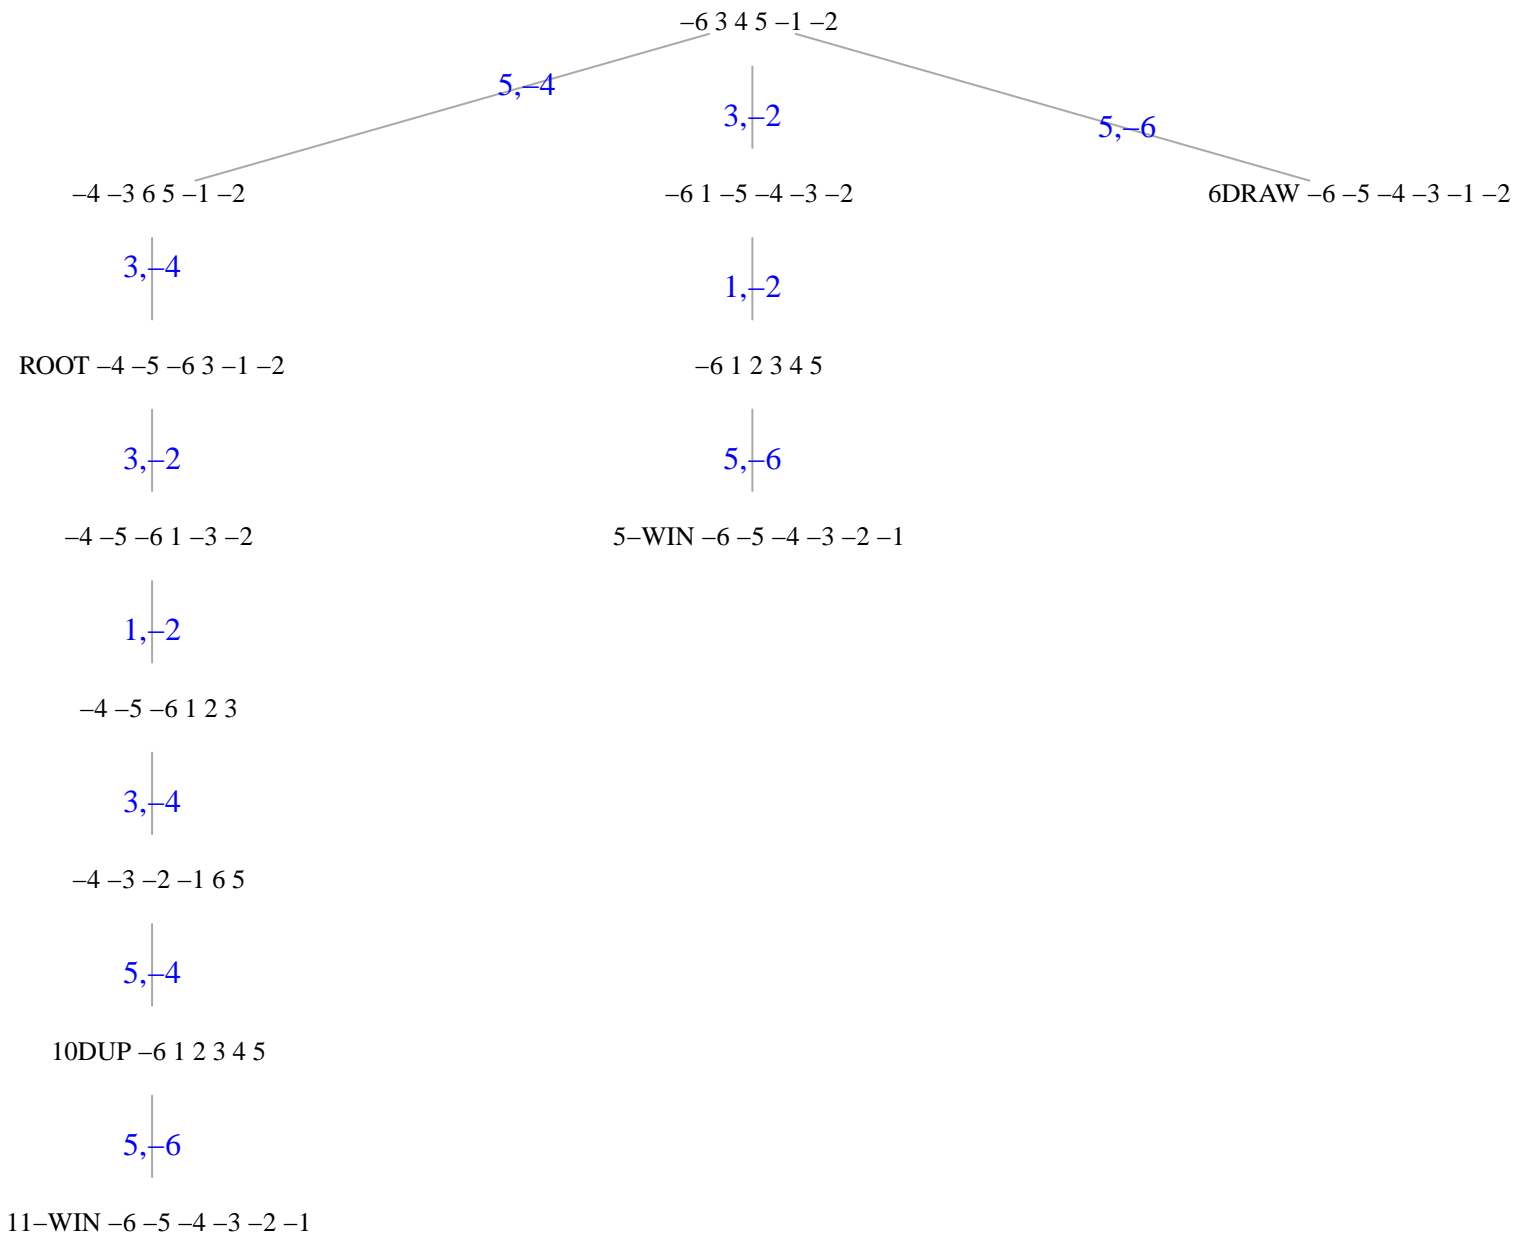 –6 3 4 5 –1 –2
5,–4
3,–2
5,–6
–4 –3 6 5 –1 –2
–6 1 –5 –4 –3 –2
6DRAW –6 –5 –4 –3 –1 –2
3,–4
1,–2
ROOT –4 –5 –6 3 –1 –2
–6 1 2 3 4 5
3,–2
5,–6
–4 –5 –6 1 –3 –2
5–WIN –6 –5 –4 –3 –2 –1
1,–2
–4 –5 –6 1 2 3
3,–4
–4 –3 –2 –1 6 5
5,–4
10DUP –6 1 2 3 4 5
5,–6
11–WIN –6 –5 –4 –3 –2 –1